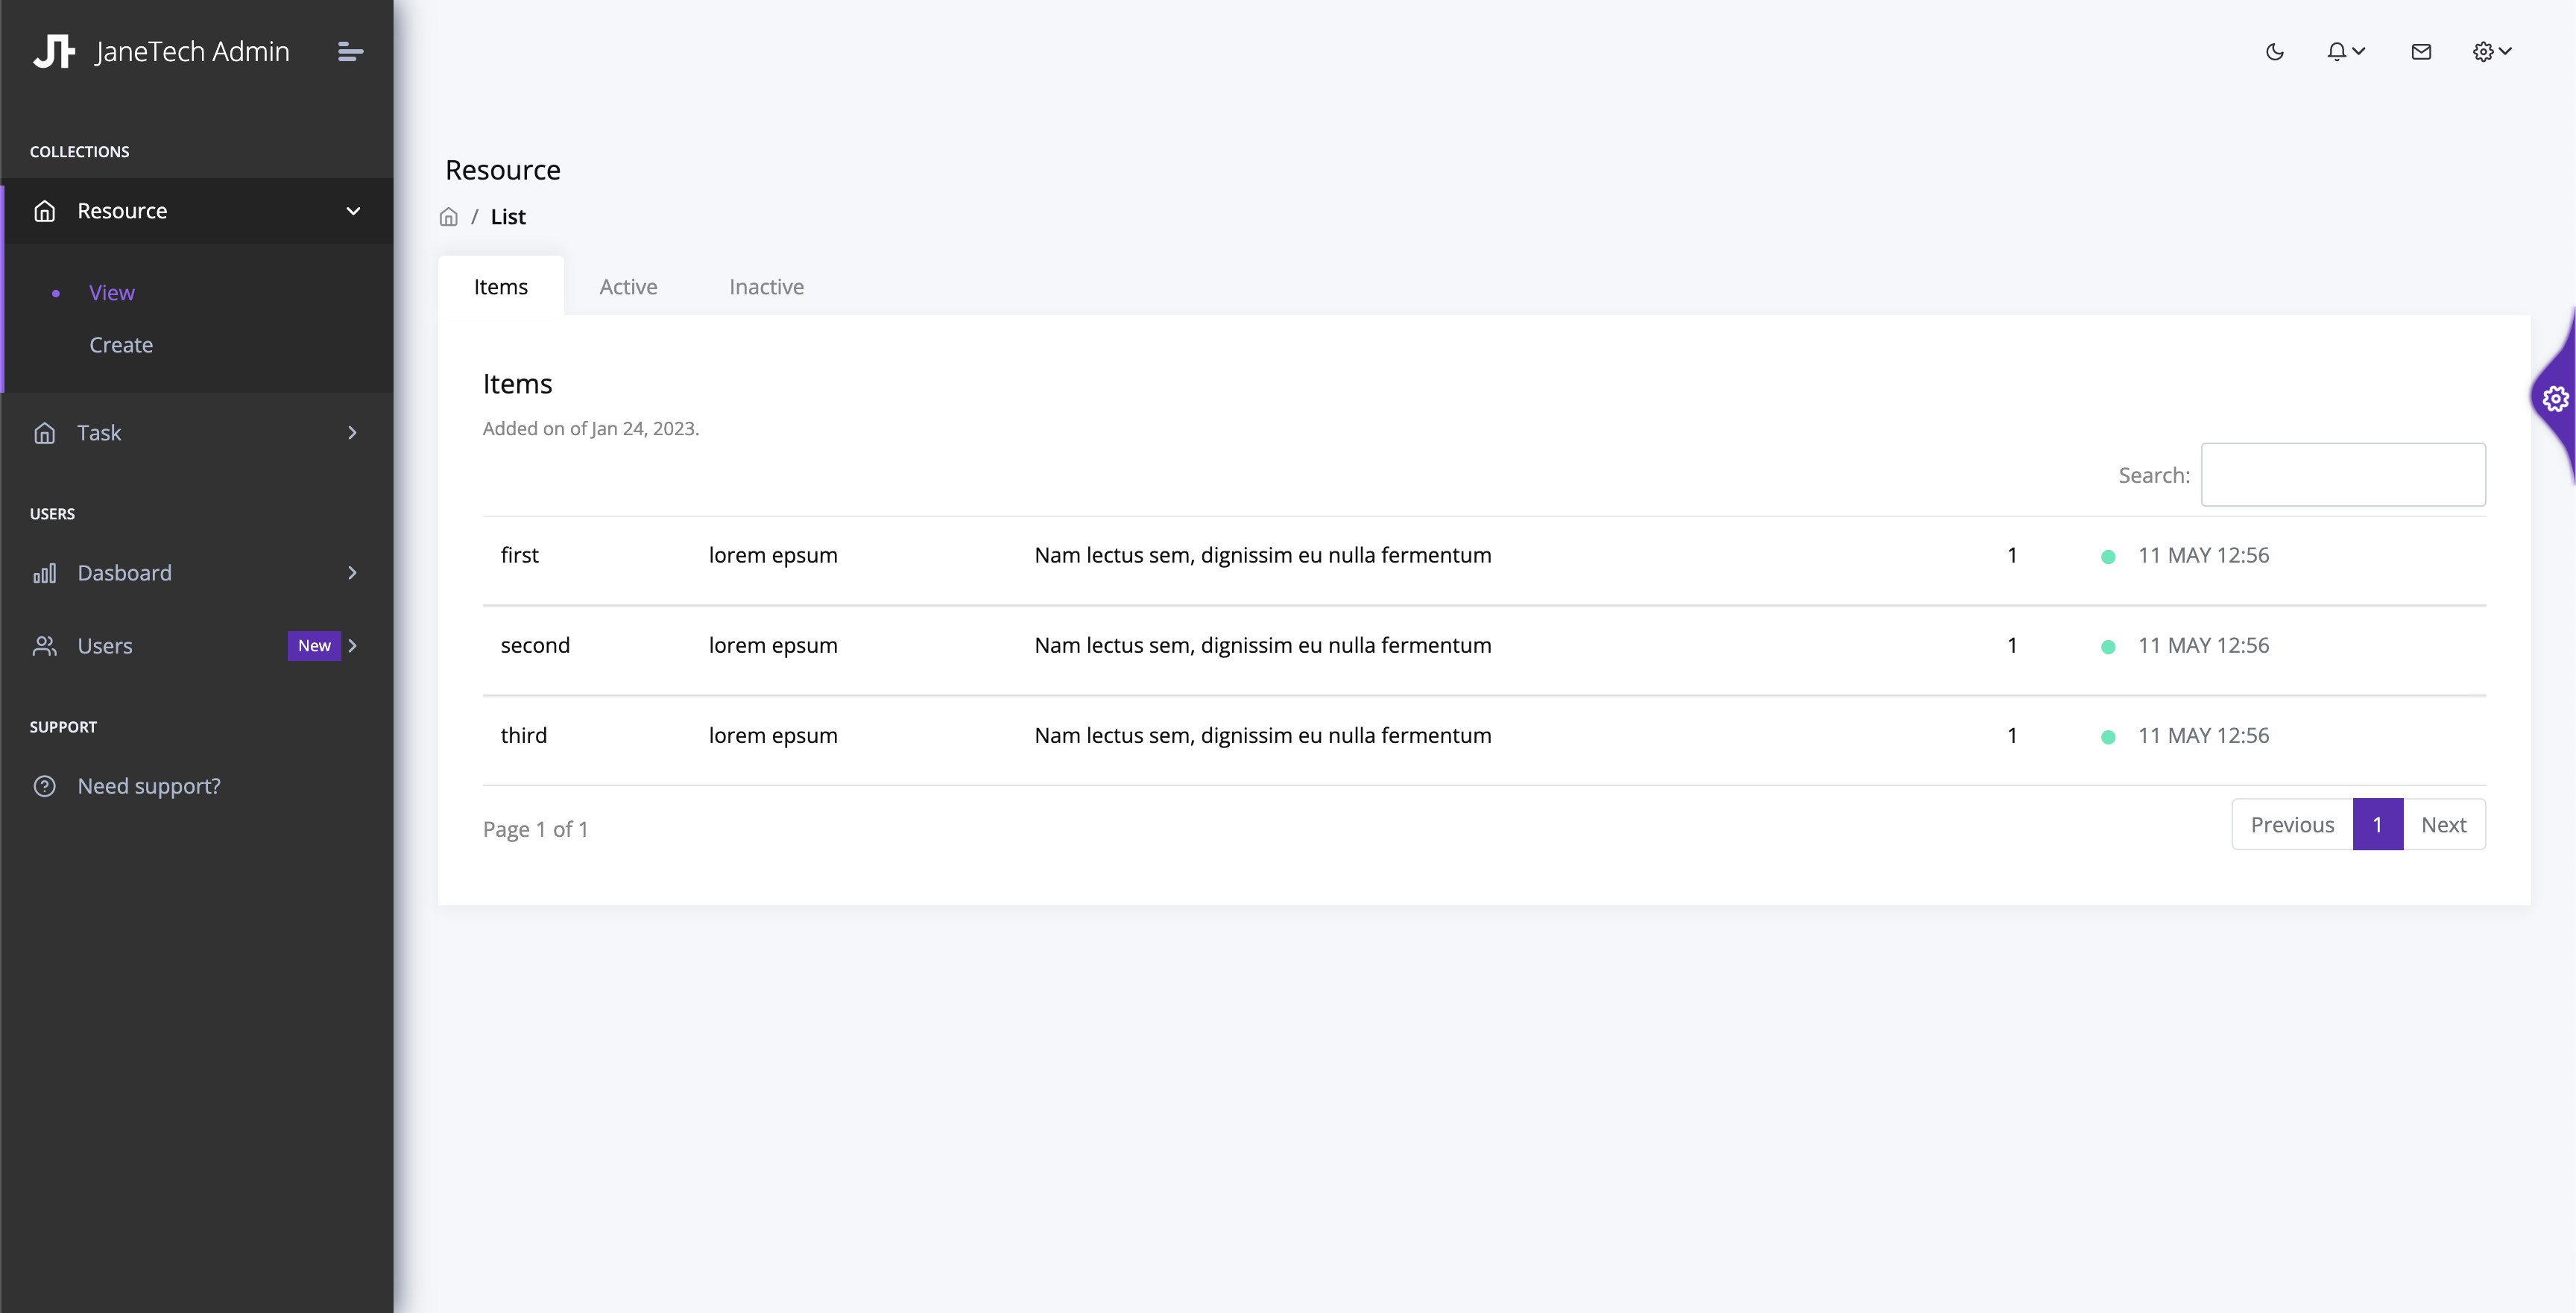 JaneTech Admin
COLLECTIONS
Resource
View
Create
Task
USERS
Dasboard
Users New
SUPPORT
Need support?
Resource
/ List
Items Active Inactive
Items
Added on of Jan 24, 2023.
Search:
first lorem epsum Nam lectus sem, dignissim eu nulla fermentum 1 11 MAY 12:56
second lorem epsum Nam lectus sem, dignissim eu nulla fermentum 1 11 MAY 12:56
third lorem epsum Nam lectus sem, dignissim eu nulla fermentum 1 11 MAY 12:56
Page 1 of 1
Previous 1 Next